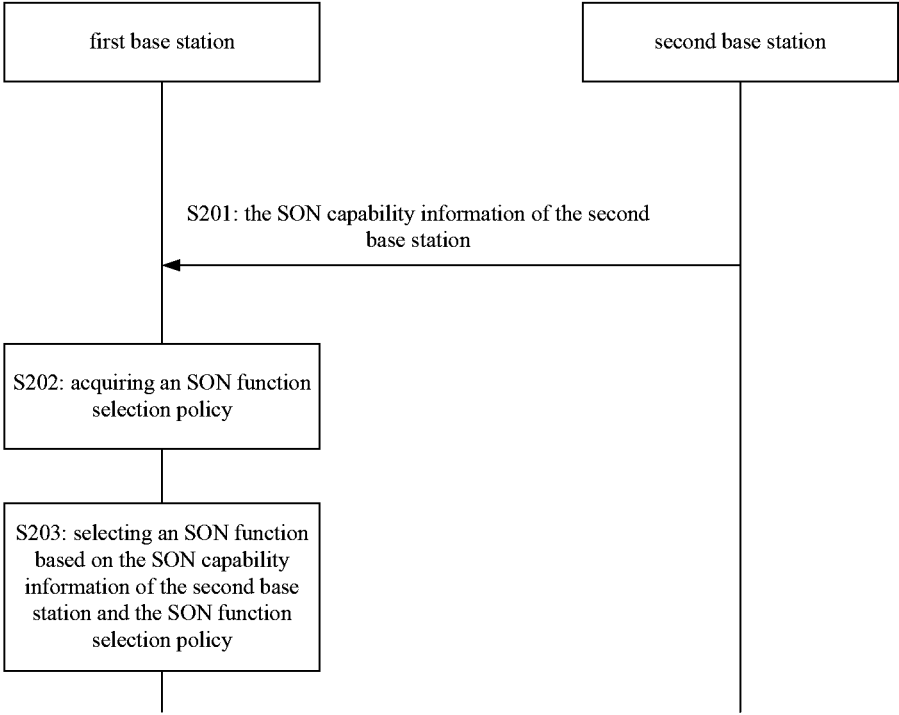 first base station
second base station
S201: the SON capability information of the second
base station
S202: acquiring an SON function
selection policy
S203: selecting an SON function
based on the SON capability
information of the second base
station and the SON function
selection policy